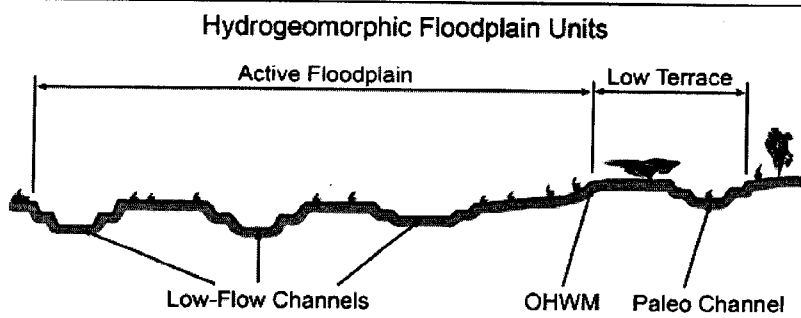 Hydrogeomorphic Floodplain Units
Active Floodplain
Low Terrace
Low-Flow Channels
OHWM
Paleo Channel